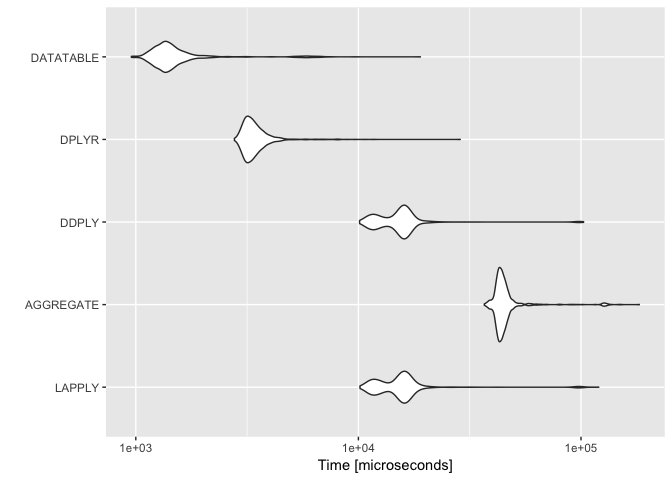 DATATABLE
DPLYR
DDPLY
AGGREGATE
LAPPLY
1e+03 1e+04 1e+05
Time [microseconds]